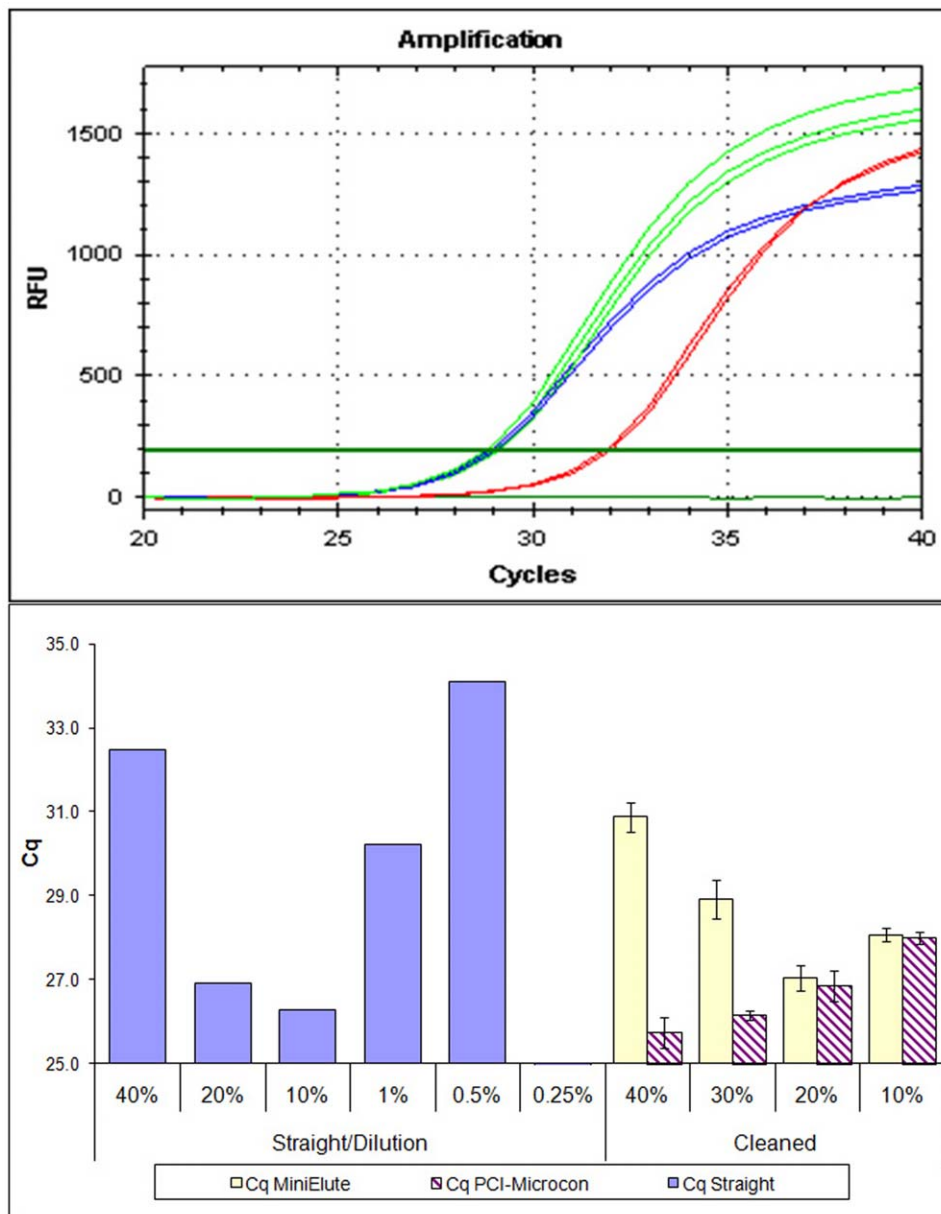 Amplification
1500
1000
500
0
RFU
20 25 30 35 40
Cycles
35.0
33.0
31.0
29.0
27.0
25.0
Cq
40% 20% 10% 1% 0.5% 0.25% 40% 30% 20% 10%
Straight/Dilution Cleaned
Cq MiniElute Cq PCI-Microcon Cq Straight